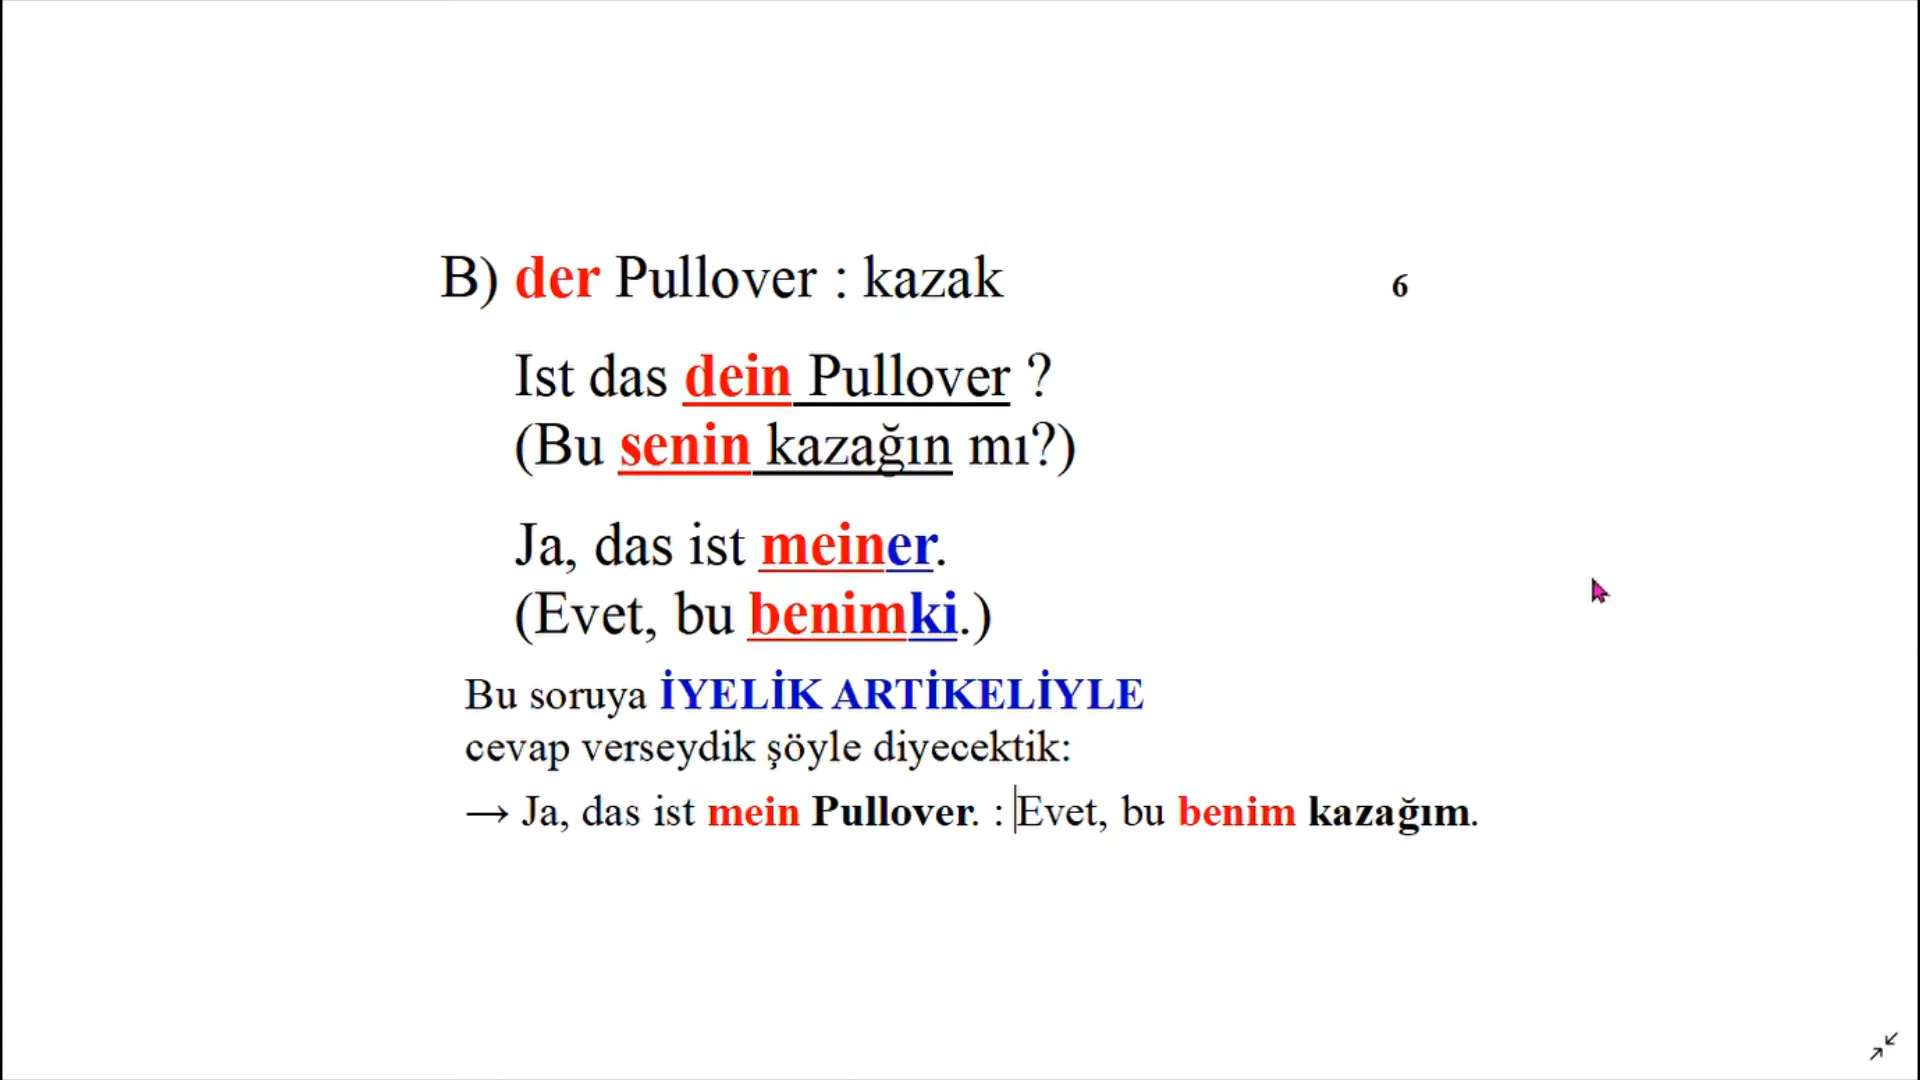 B) der Pullover : kazak 6
Ist das dein Pullover ?
(Bu senin kazağın mı?)
Ja, das ist meiner.
(Evet, bu benimki.)
Bu soruya İYELİK ARTİKELİYLE
cevap verseydik şöyle diyecektik:
→ Ja, das ist mein Pullover. : Evet, bu benim kazağım.